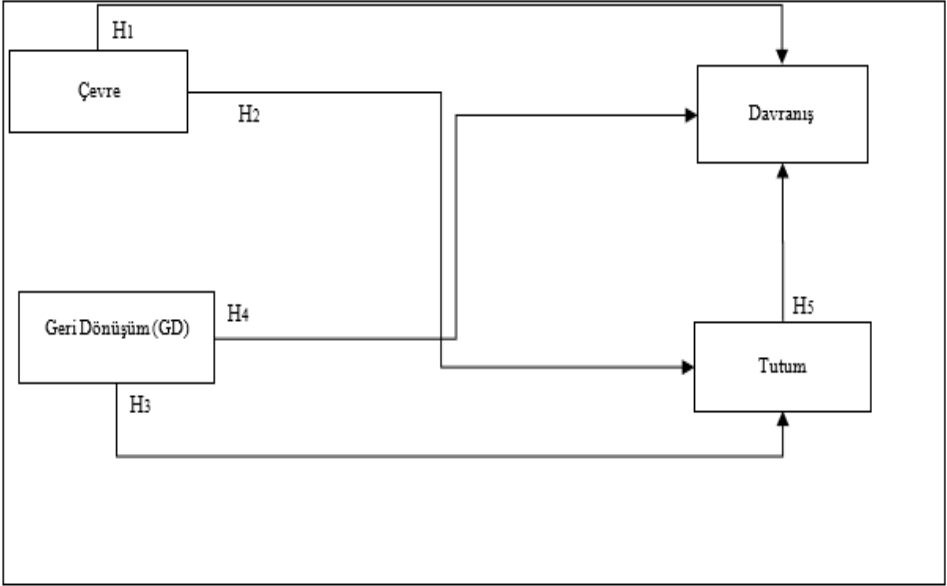 H1
Çevre
H2
Davranış
Geri Dönüşüm (GD)
H4
H3
H5
Tutum